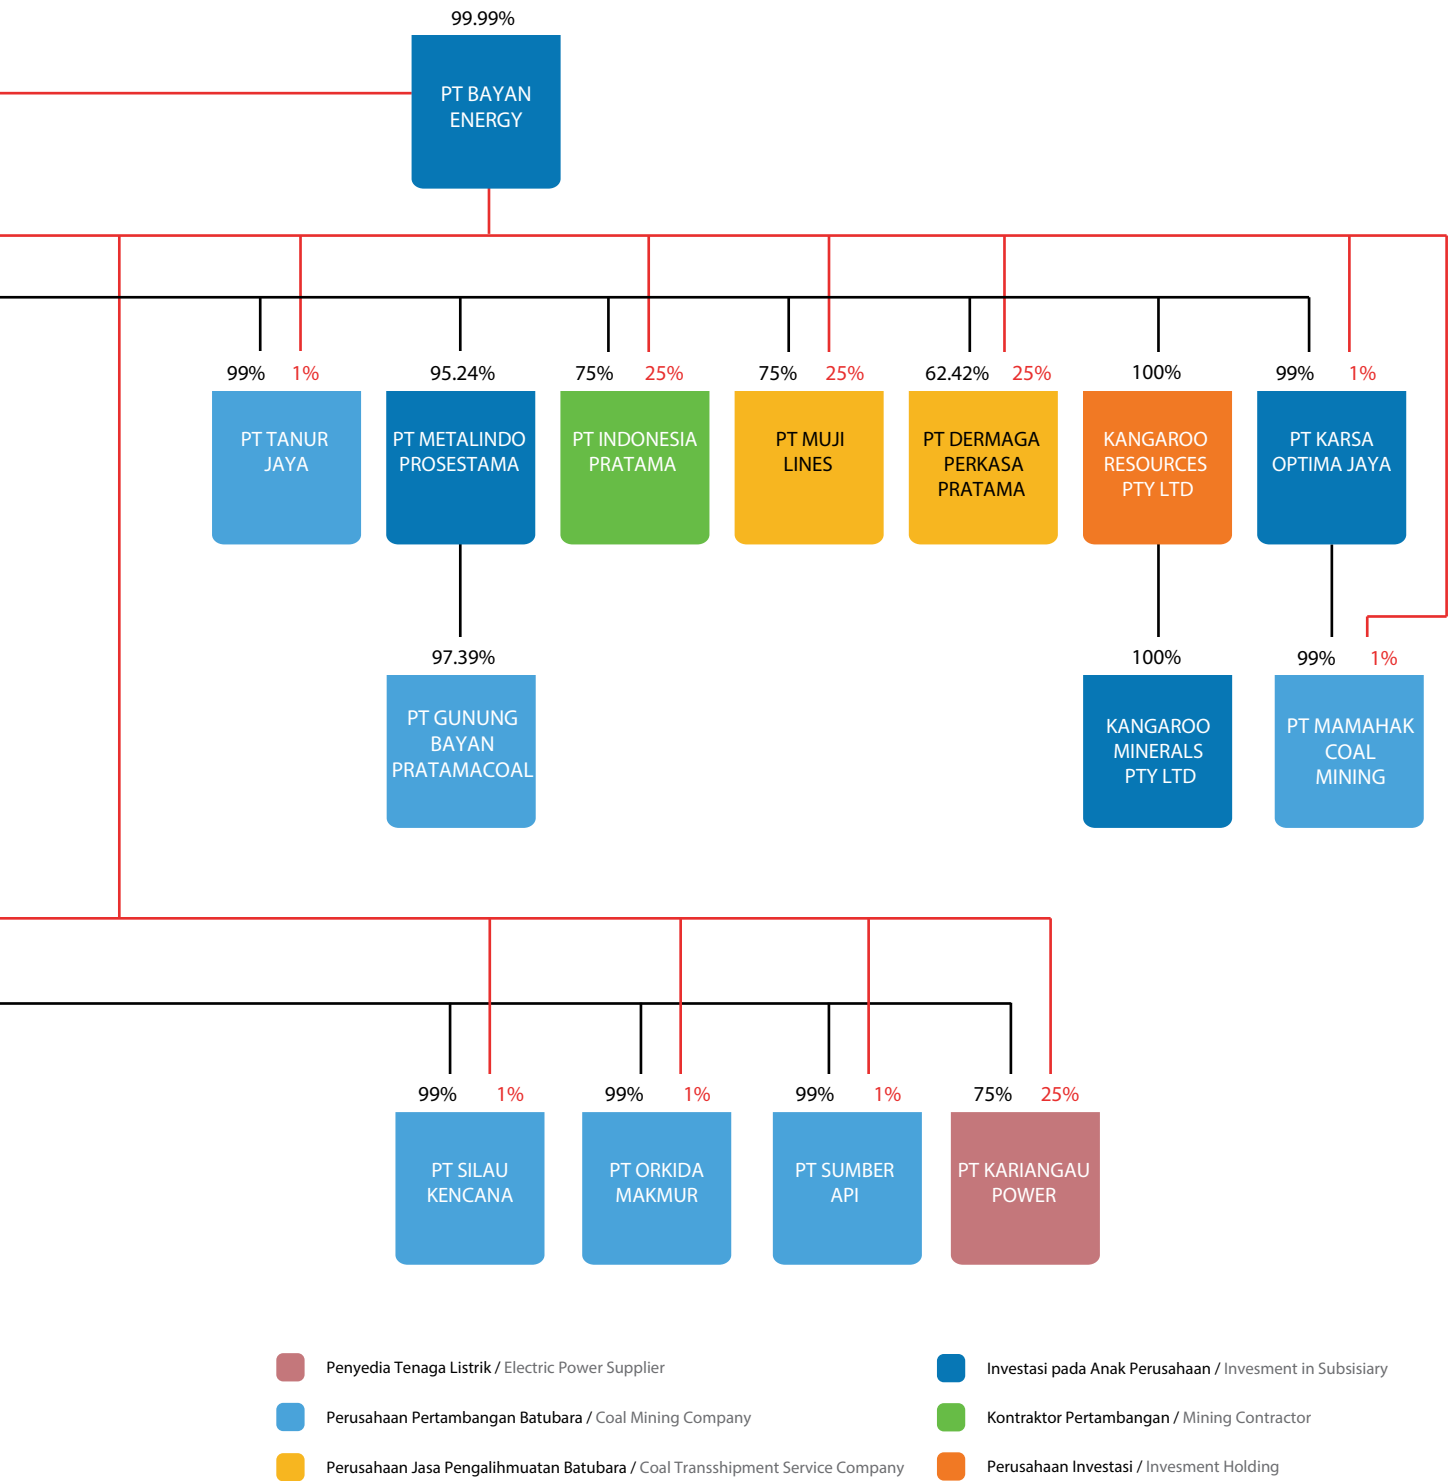 99.99%
PT BAYAN
ENERGY
99% 1%
95.24%
75% 25%
75% 25%
62.42% 25%
100%
99% 1%
PT TANUR
JAYA
PT METALINDO
PROSESTAMA
PT INDONESIA
PRATAMA
PT MUJI
LINES
PT DERMAGA
PERKASA
PRATAMA
KANGAROO
RESOURCES
PTY LTD
PT KARSA
OPTIMA JAYA
97.39%
100%
99% 1%
PT GUNUNG
BAYAN
PRATAMACOAL
KANGAROO
MINERALS
PTY LTD
PT MAMAHAK
COAL
MINING
99% 1%
99% 1%
99% 1%
75% 25%
PT SILAU
KENCANA
PT ORKIDA
MAKMUR
PT SUMBER
API
PT KARIANGAU
POWER
Penyedia Tenaga Listrik / Electric Power Supplier
Perusahaan Pertambangan Batubara / Coal Mining Company
Perusahaan Jasa Pengalihmuatan Batubara / Coal Transshipment Service Company
Investasi pada Anak Perusahaan / Invesment in Subsisiary
Kontraktor Pertambangan / Mining Contractor
Perusahaan Investasi / Invesment Holding